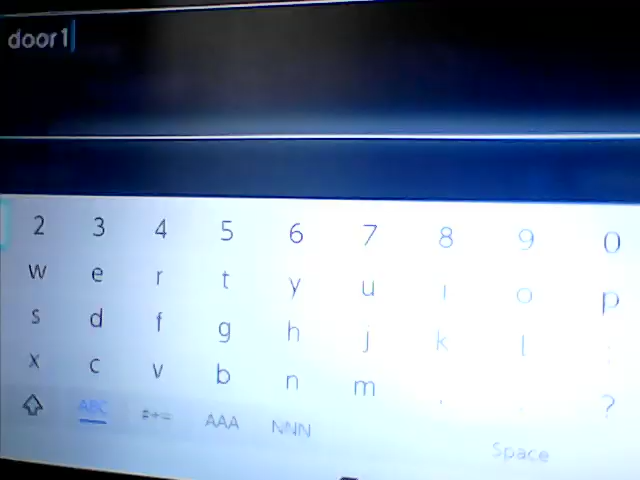 door1
2 3 4 5 6 7 8 9 0
w e r t y u i o p
s d f g h j k l :
x c v b n m , . ?
ABC #+= AAA NNN
Space